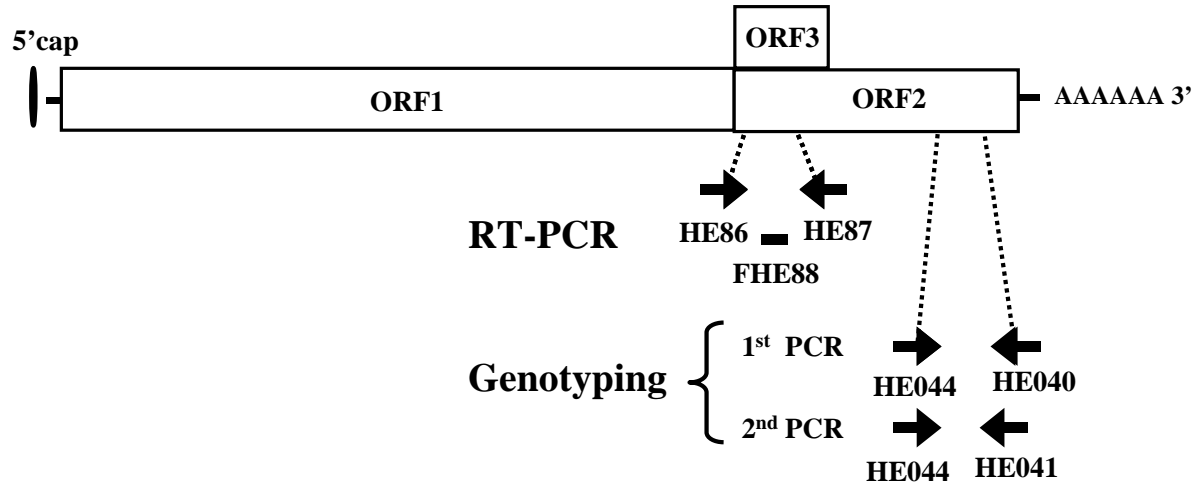 ORF3
5’cap
ORF1
ORF2
AAAAAA 3’
RT-PCR
HE86
HE87
FHE88
Genotyping
1st PCR
HE044
HE040
2nd PCR
HE044
HE041